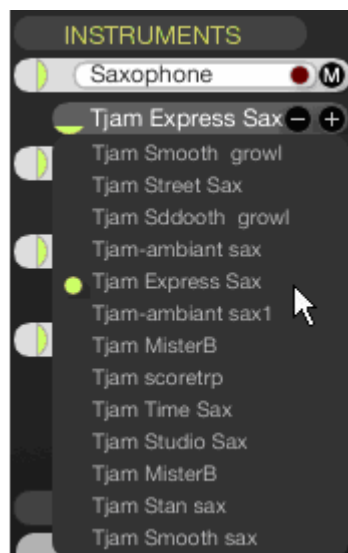 INSTRUMENTS
Saxophone M
Tjam Express Sax - +
Tjam Smooth growl
Tjam Street Sax
Tjam Sddooth growl
Tjam-ambiant sax
Tjam Express Sax
Tjam-ambiant sax1
Tjam MisterB
Tjam scoretrp
Tjam Time Sax
Tjam Studio Sax
Tjam MisterB
Tjam Stan sax
Tjam Smooth sax